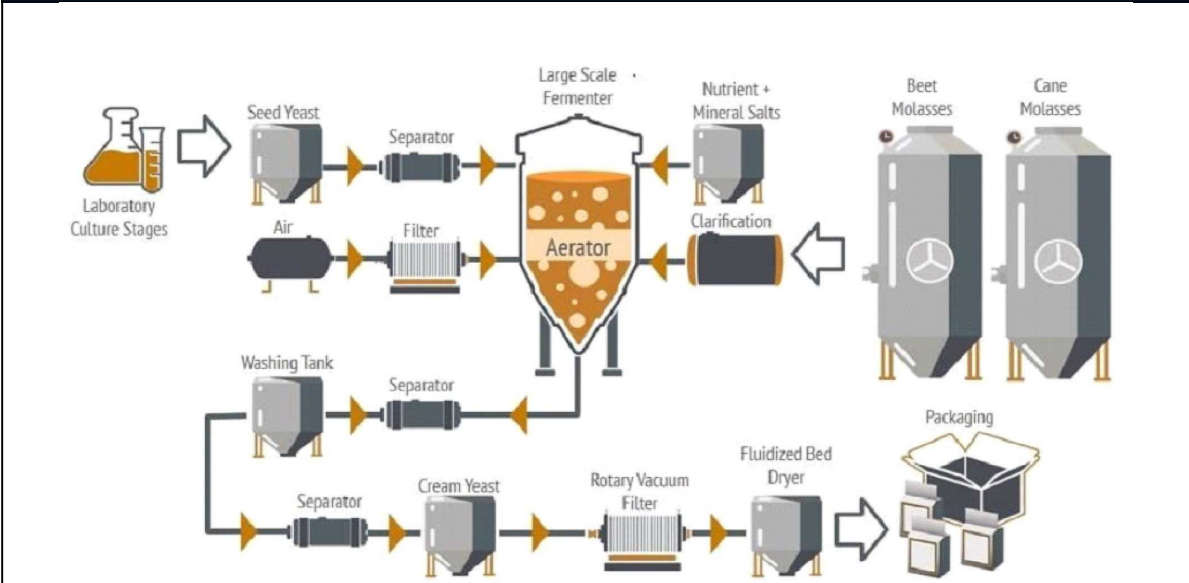 Large Scale
Fermenter
Nutrient +
Mineral Salts
Beet
Molasses
Cane
Molasses
Seed Yeast
Separator
Laboratory
Culture Stages
Air
Filter
Aerator
Clarification
Washing Tank
Separator
Packaging
Separator
Cream Yeast
Rotary Vacuum
Filter
Fluidized Bed
Dryer